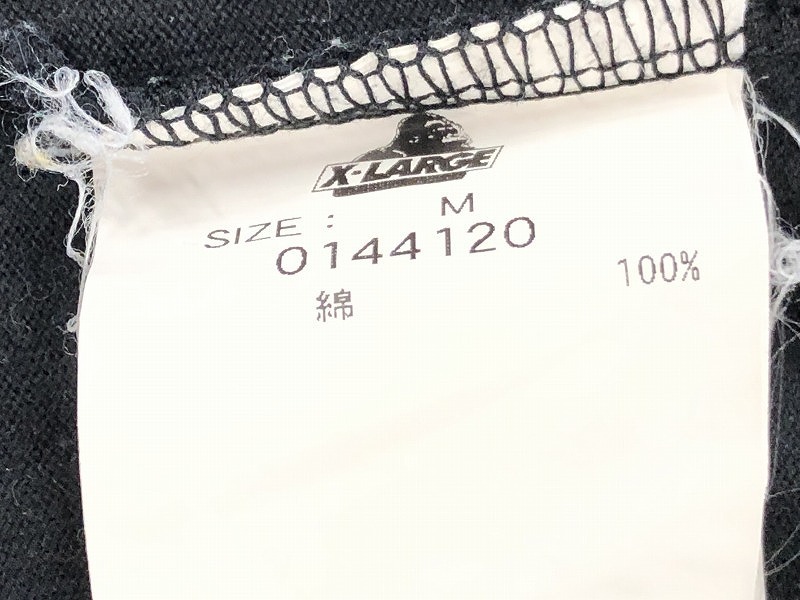 X-LARGE
SIZE : M
0144120
綿 100%